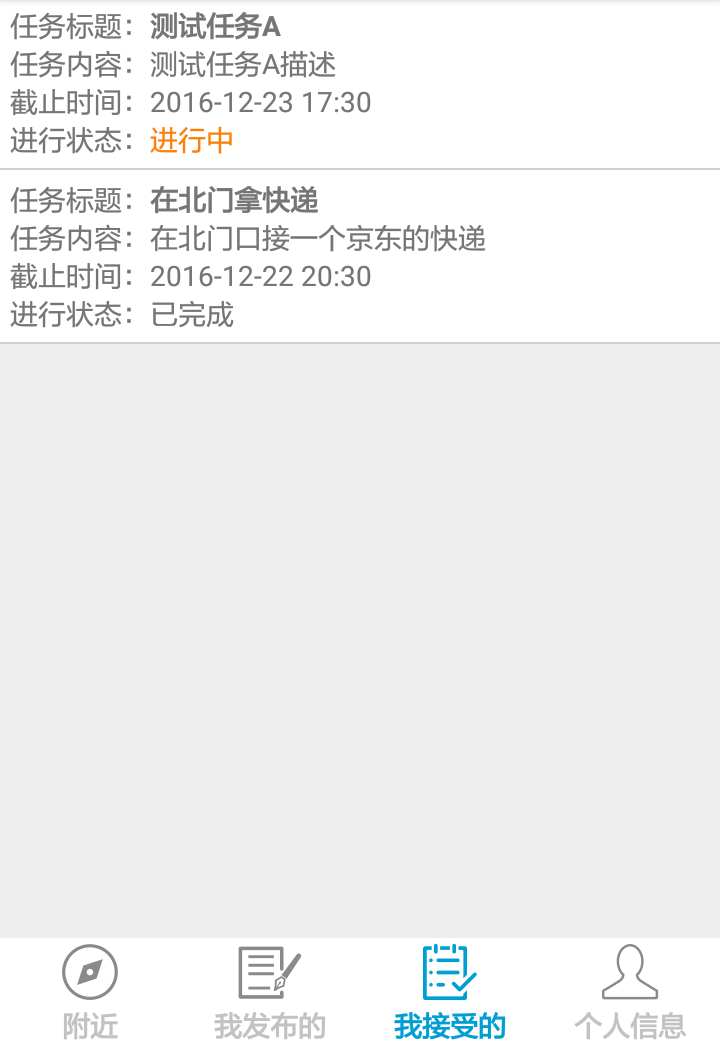 任务标题：测试任务A
任务内容：测试任务A描述
截止时间：2016-12-23 17:30
进行状态：进行中
任务标题：在北门拿快递
任务内容：在北门口接一个京东的快递
截止时间：2016-12-22 20:30
进行状态：已完成
附近 我发布的 我接受的 个人信息